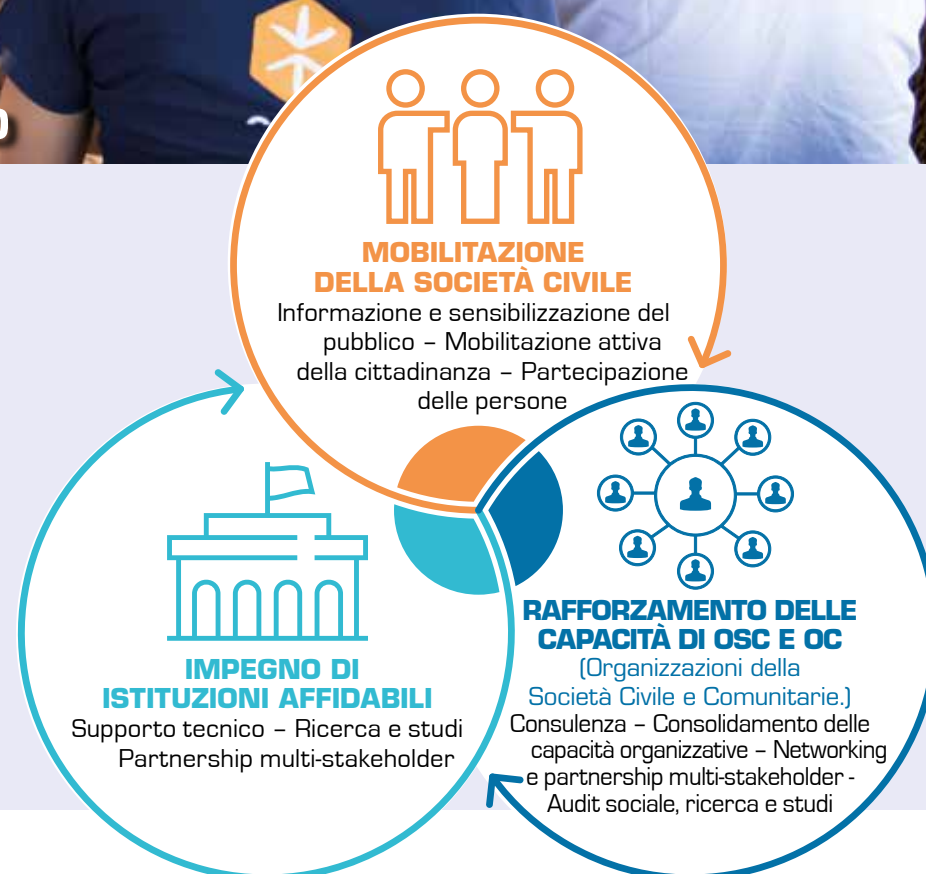 MOBILITAZIONE
DELLA SOCIETÀ CIVILE
Informazione e sensibilizzazione del
pubblico – Mobilitazione attiva
della cittadinanza – Partecipazione
delle persone
IMPEGNO DI
ISTITUZIONI AFFIDABILI
Supporto tecnico – Ricerca e studi
Partnership multi-stakeholder
RAFFORZAMENTO DELLE
CAPACITÀ DI OSC E OC
(Organizzazioni della
Società Civile e Comunitarie.)
Consulenza – Consolidamento delle
capacità organizzative – Networking
e partnership multi-stakeholder -
Audit sociale, ricerca e studi